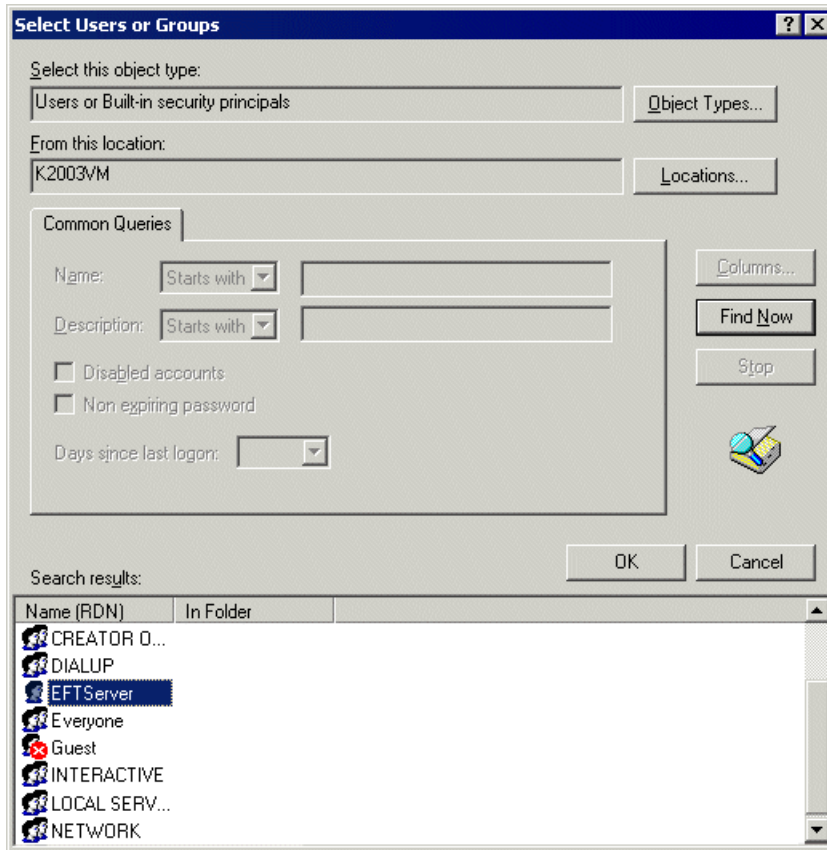 Select Users or Groups
Select this object type:
Users or Built-in security principals
Object Types...
From this location:
K2003VM
Locations...
Common Queries
Name: Starts with
Columns...
Description: Starts with
Find Now
Disabled accounts
Stop
Non expiring password
Days since last logon:
OK Cancel
Search results:
Name (RDN) In Folder
CREATOR O...
DIALUP
EFTServer
Everyone
Guest
INTERACTIVE
LOCAL SERV...
NETWORK